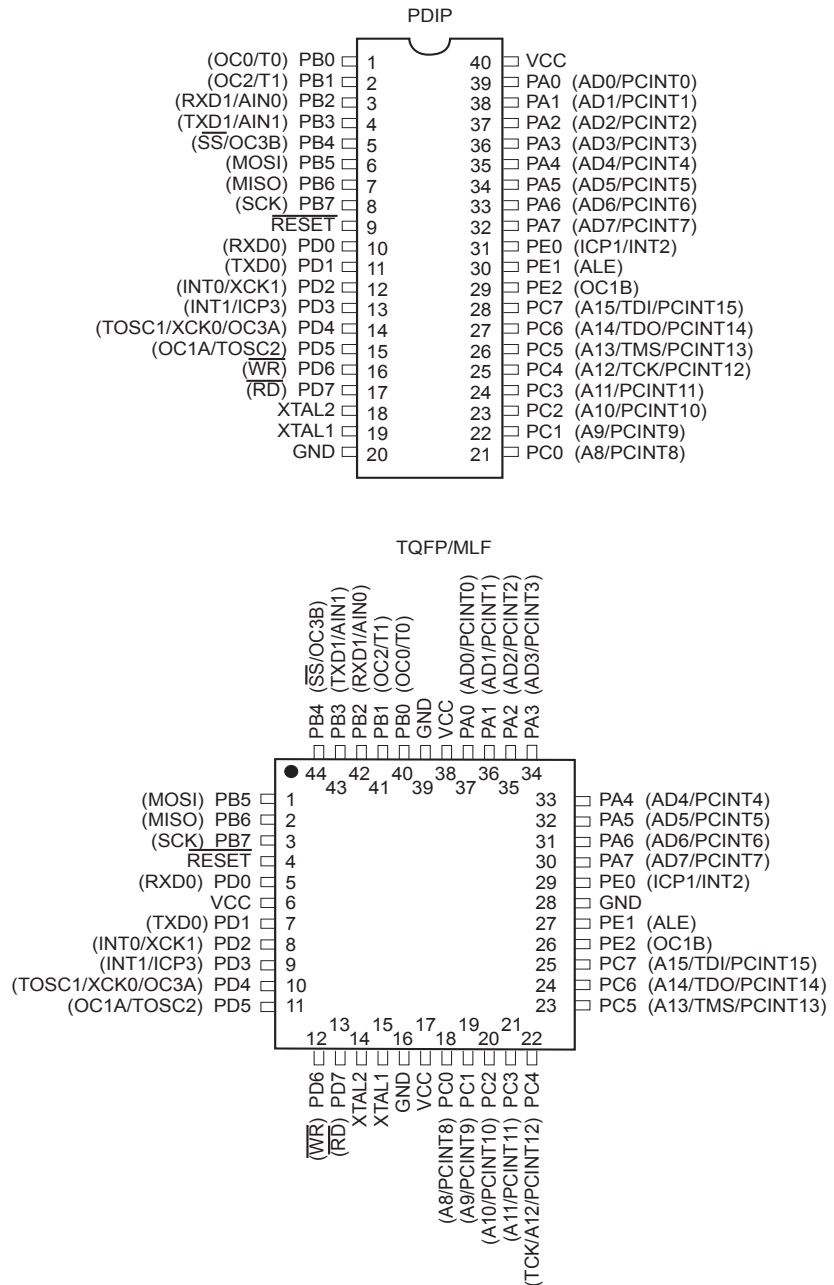 PDIP
(OC0/T0) PB0 1 40 VCC
(OC2/T1) PB1 2 39 PA0 (AD0/PCINT0)
(RXD1/AIN0) PB2 3 38 PA1 (AD1/PCINT1)
(TXD1/AIN1) PB3 4 37 PA2 (AD2/PCINT2)
(SS/OC3B) PB4 5 36 PA3 (AD3/PCINT3)
(MOSI) PB5 6 35 PA4 (AD4/PCINT4)
(MISO) PB6 7 34 PA5 (AD5/PCINT5)
(SCK) PB7 8 33 PA6 (AD6/PCINT6)
RESET 9 32 PA7 (AD7/PCINT7)
(RXD0) PD0 10 31 PE0 (ICP1/INT2)
(TXD0) PD1 11 30 PE1 (ALE)
(INT0/XCK1) PD2 12 29 PE2 (OC1B)
(INT1/ICP3) PD3 13 28 PC7 (A15/TDI/PCINT15)
(TOSC1/XCK0/OC3A) PD4 14 27 PC6 (A14/TDO/PCINT14)
(OC1A/TOSC2) PD5 15 26 PC5 (A13/TMS/PCINT13)
(WR) PD6 16 25 PC4 (A12/TCK/PCINT12)
(RD) PD7 17 24 PC3 (A11/PCINT11)
XTAL2 18 23 PC2 (A10/PCINT10)
XTAL1 19 22 PC1 (A9/PCINT9)
GND 20 21 PC0 (A8/PCINT8)
TQFP/MLF
PB4 (SS/OC3B)
PB3 (TXD1/AIN1)
PB2 (RXD1/AIN0)
PB1 (OC2/T1)
PB0 (OC0/T0)
GND
VCC
PA0 (AD0/PCINT0)
PA1 (AD1/PCINT1)
PA2 (AD2/PCINT2)
PA3 (AD3/PCINT3)
44 42 40 38 36 34
43 41 39 37 35
(MOSI) PB5 1 33 PA4 (AD4/PCINT4)
(MISO) PB6 2 32 PA5 (AD5/PCINT5)
(SCK) PB7 3 31 PA6 (AD6/PCINT6)
RESET 4 30 PA7 (AD7/PCINT7)
(RXD0) PD0 5 29 PE0 (ICP1/INT2)
VCC 6 28 GND
(TXD0) PD1 7 27 PE1 (ALE)
(INT0/XCK1) PD2 8 26 PE2 (OC1B)
(INT1/ICP3) PD3 9 25 PC7 (A15/TDI/PCINT15)
(TOSC1/XCK0/OC3A) PD4 10 24 PC6 (A14/TDO/PCINT14)
(OC1A/TOSC2) PD5 11 23 PC5 (A13/TMS/PCINT13)
13 15 17 19 21
12 14 16 18 20 22
(WR) PD6
(RD) PD7
XTAL2
XTAL1
GND
VCC
(A8/PCINT8) PC0
(A9/PCINT9) PC1
(A10/PCINT10) PC2
(A11/PCINT11) PC3
(TCK/A12/PCINT12) PC4